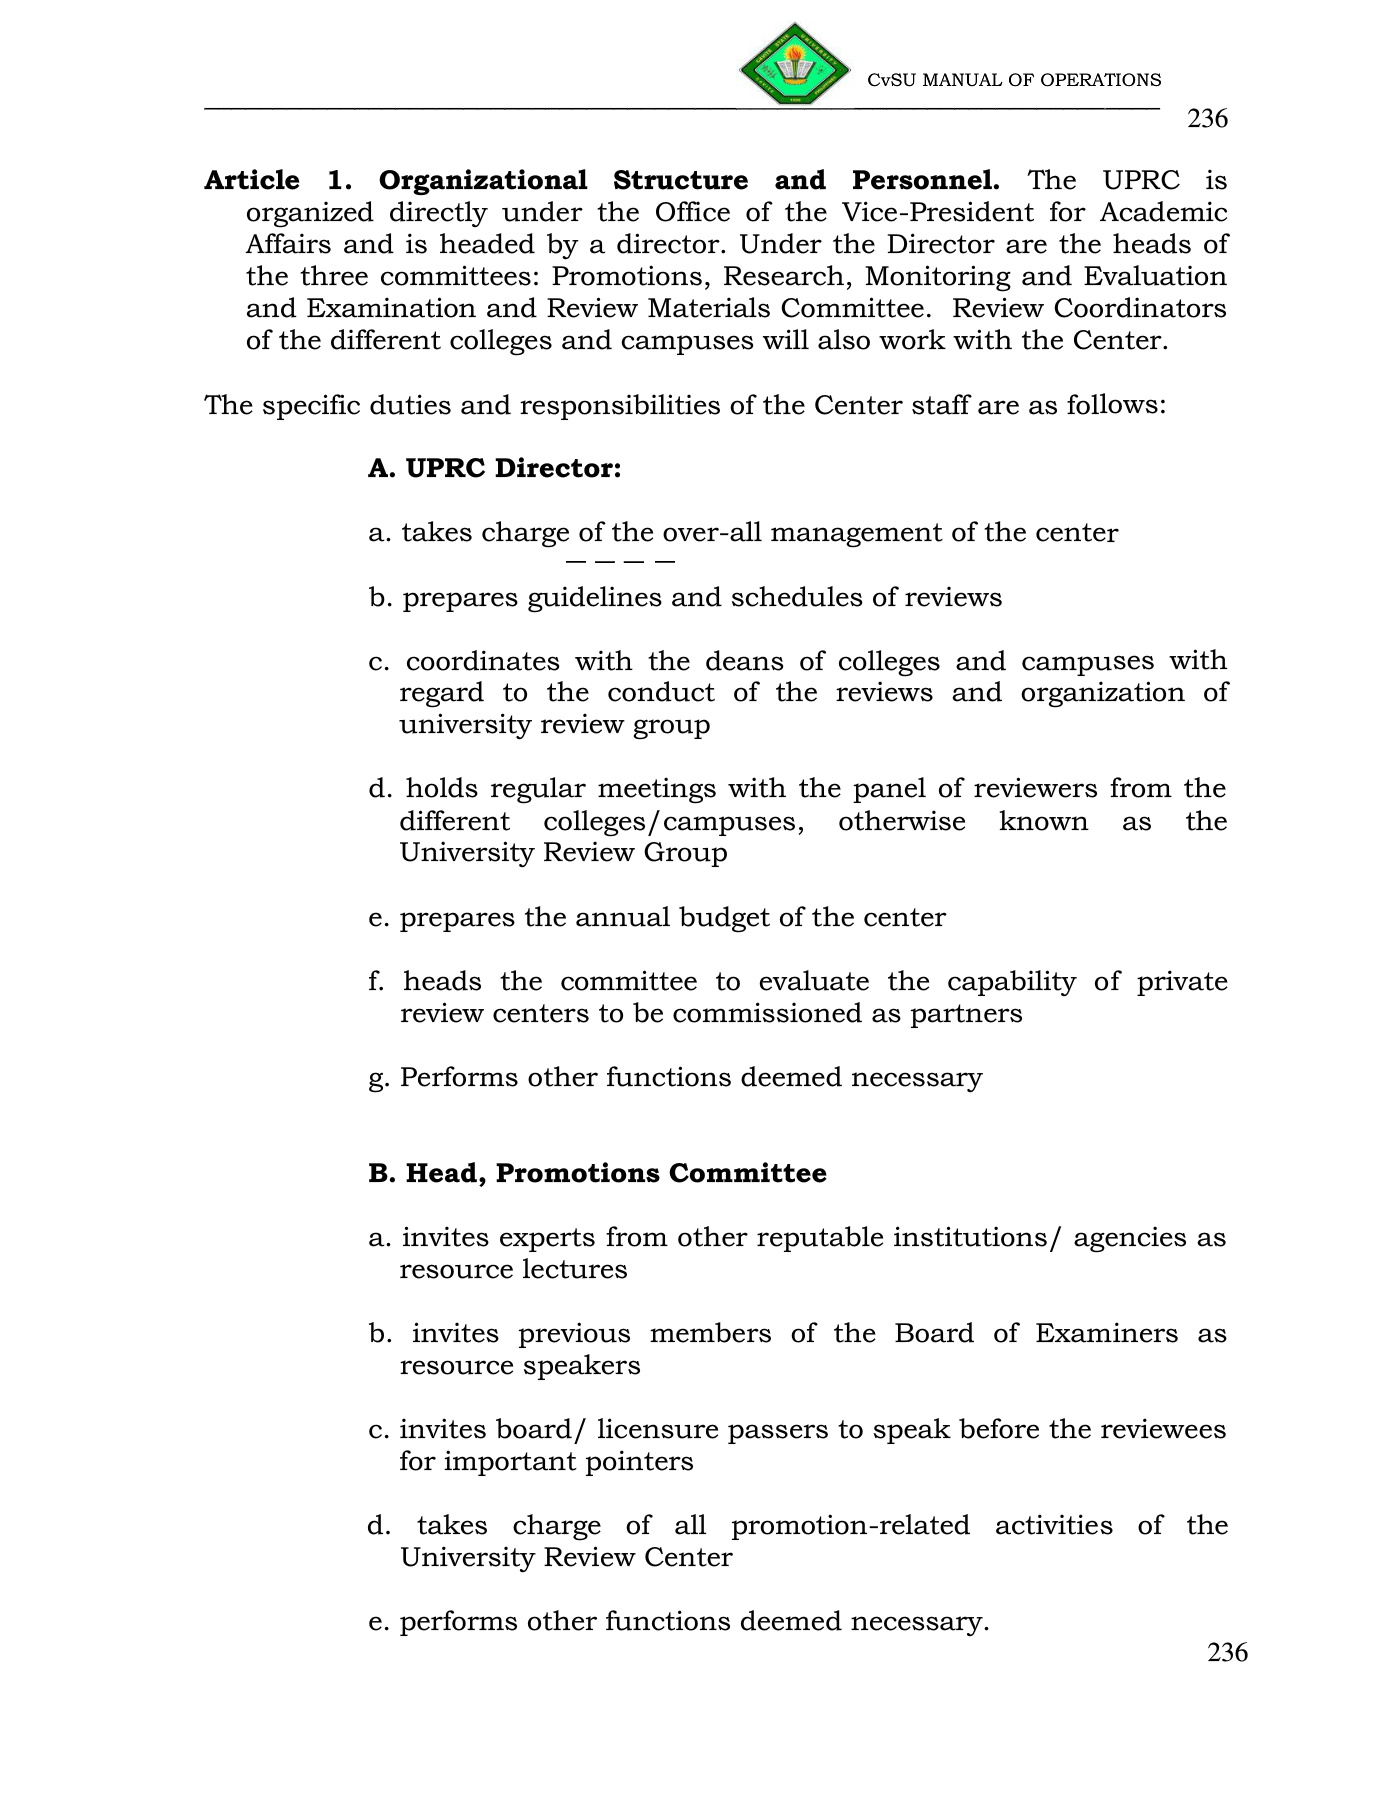 CvSU MANUAL OF OPERATIONS
236
Article 1. Organizational Structure and Personnel. The UPRC is
organized directly under the Office of the Vice-President for Academic
Affairs and is headed by a director. Under the Director are the heads of
the three committees: Promotions, Research, Monitoring and Evaluation
and Examination and Review Materials Committee. Review Coordinators
of the different colleges and campuses will also work with the Center.
The specific duties and responsibilities of the Center staff are as follows:
A. UPRC Director:
a. takes charge of the over-all management of the center
b. prepares guidelines and schedules of reviews
c. coordinates with the deans of colleges and campuses with
regard to the conduct of the reviews and organization of
university review group
d. holds regular meetings with the panel of reviewers from the
different colleges/campuses, otherwise known as the
University Review Group
e. prepares the annual budget of the center
f. heads the committee to evaluate the capability of private
review centers to be commissioned as partners
g. Performs other functions deemed necessary
B. Head, Promotions Committee
a. invites experts from other reputable institutions/ agencies as
resource lectures
b. invites previous members of the Board of Examiners as
resource speakers
c. invites board/ licensure passers to speak before the reviewees
for important pointers
d. takes charge of all promotion-related activities of the
University Review Center
e. performs other functions deemed necessary.
236